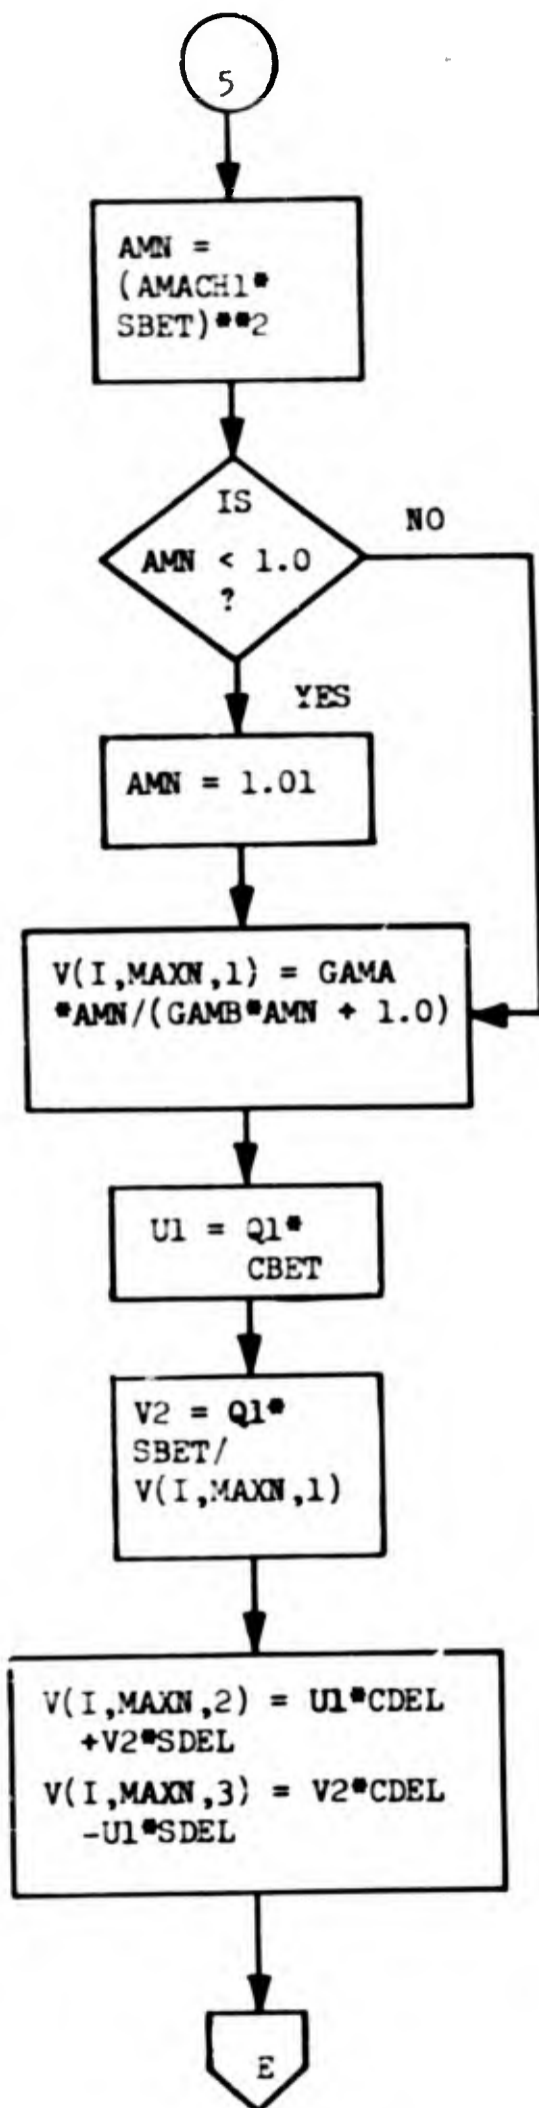 5
AMN =
(AMACH1*
SBET)**2
IS
AMN < 1.0
?
NO
YES
AMN = 1.01
V(I,MAXN,1) = GAMA
*AMN/(GAMB*AMN + 1.0)
U1 = Q1*
CBET
V2 = Q1*
SBET/
V(I,MAXN,1)
V(I,MAXN,2) = U1*CDEL
+V2*SDEL
V(I,MAXN,3) = V2*CDEL
-U1*SDEL
E